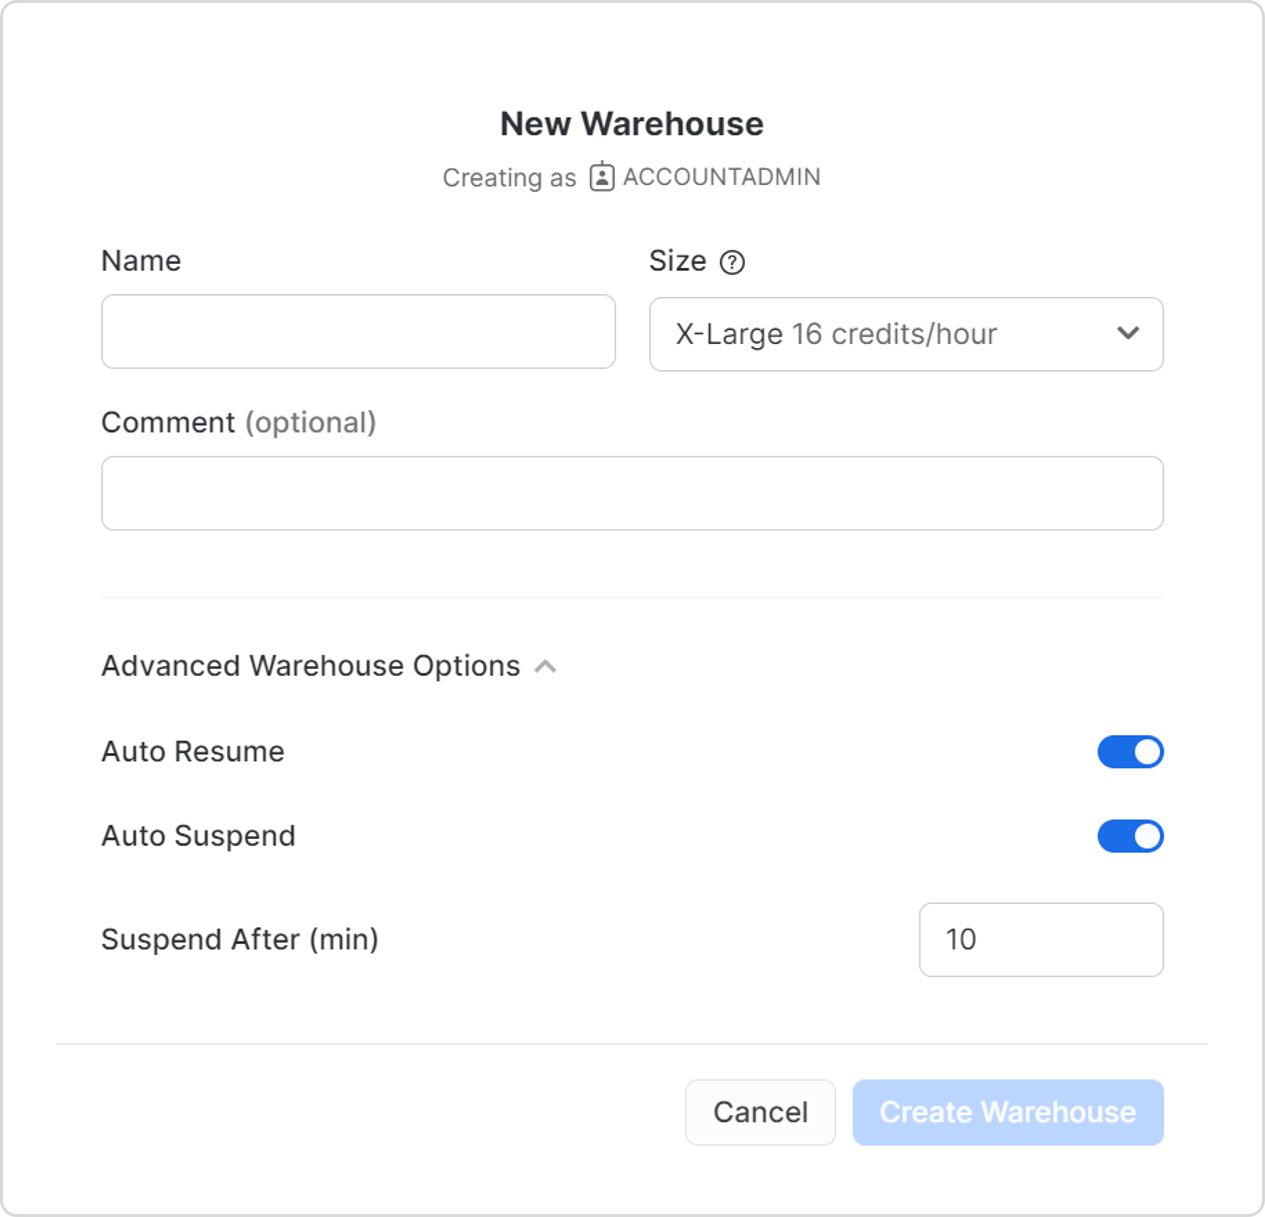 New Warehouse
Creating as ACCOUNTADMIN
Name
Size ?
X-Large 16 credits/hour
Comment (optional)
Advanced Warehouse Options
Auto Resume
Auto Suspend
Suspend After (min)
10
Cancel
Create Warehouse